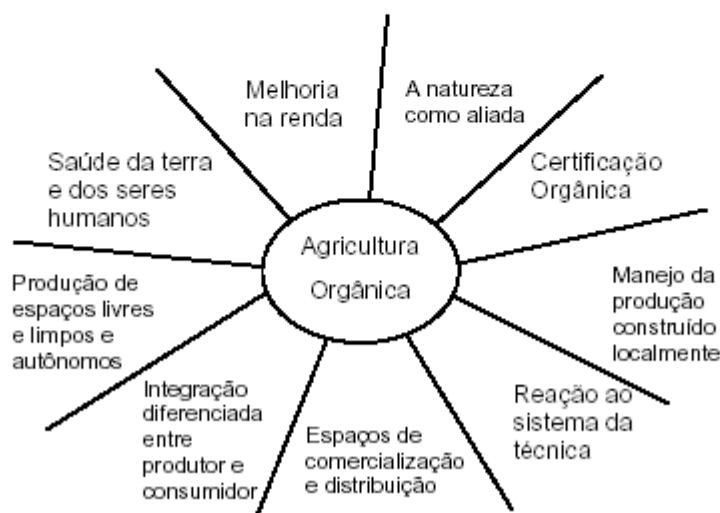 Melhoria
na renda
A natureza
como aliada
Certificação
Orgânica
Manejo da
produção
construído
localmente
Reação ao
sistema da
técnica
Espaços de
comercialização
e distribuição
Integração
diferenciada
entre
produtor e
consumidor
Produção de
espaços livres
e limpos e
autônomos
Saúde da terra
e dos seres
humanos
Agricultura
Orgânica